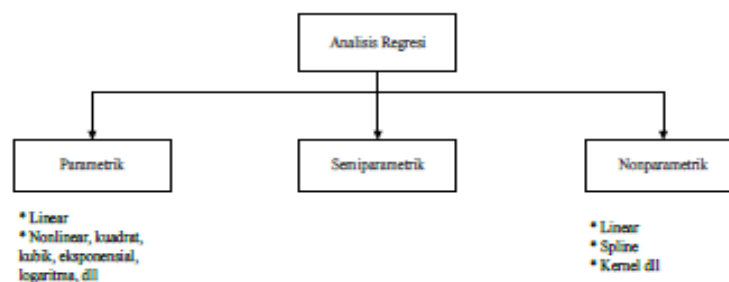 Analisis Regresi
Parametrik
Semiparametrik
Nonparametrik
* Linear
* Nonlinear, kuadrat,
kubik, eksponensial,
logaritma, dll
* Linear
* Spline
* Kernel dll